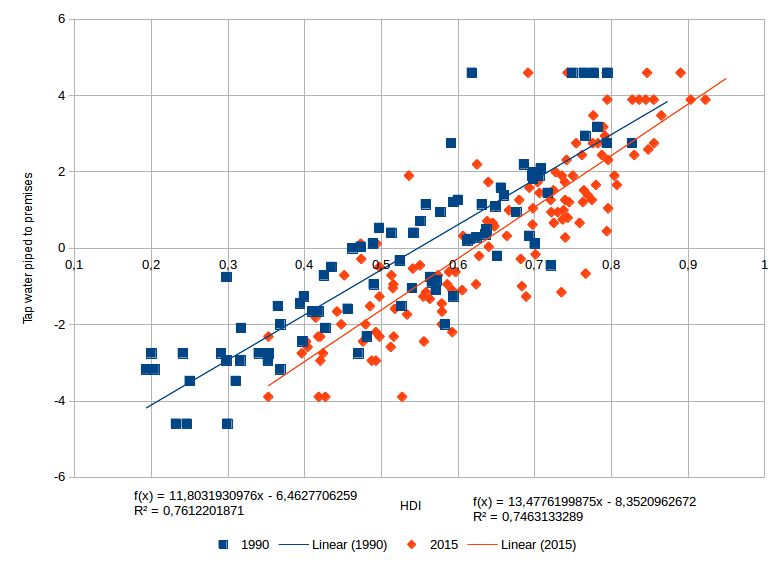 6
4
2
0
-2
-4
-6
Tap water piped to premises
0,1 0,2 0,3 0,4 0,5 0,6 0,7 0,8 0,9 1
f(x) = 11,8031930976x - 6,4627706259
R² = 0,7612201871
HDI
f(x) = 13,4776199875x - 8,3520962672
R² = 0,7463133289
1990 Linear (1990) 2015 Linear (2015)